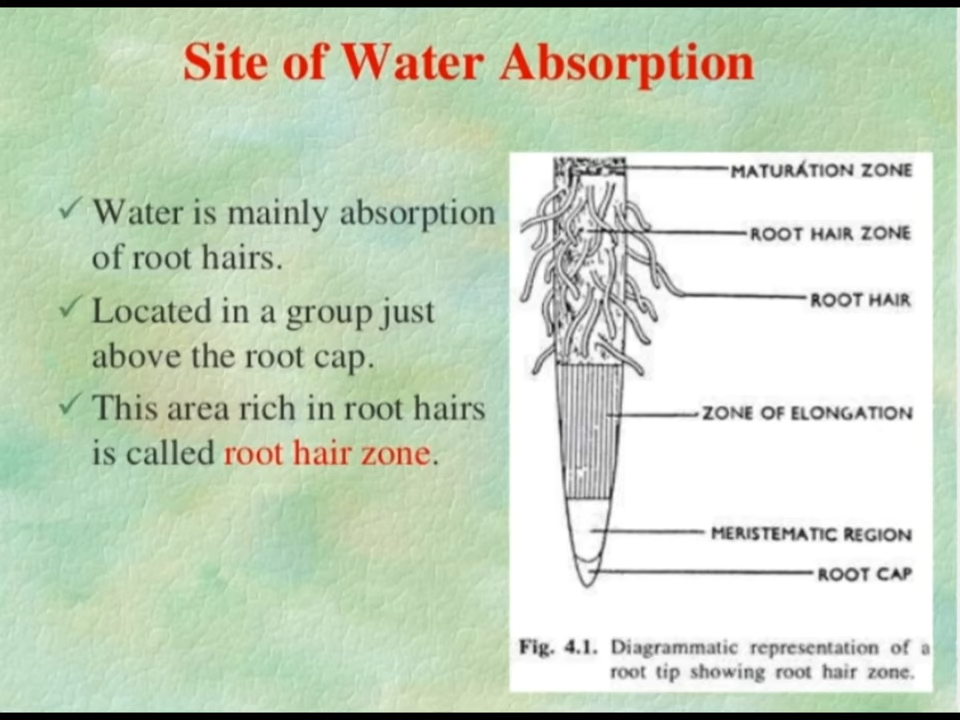 Site of Water Absorption
✓ Water is mainly absorption
of root hairs.
✓ Located in a group just
above the root cap.
✓ This area rich in root hairs
is called root hair zone.
MATURATION ZONE
ROOT HAIR ZONE
ROOT HAIR
ZONE OF ELONGATION
MERISTEMATIC REGION
ROOT CAP
Fig. 4.1. Diagrammatic representation of a
root tip showing root hair zone.